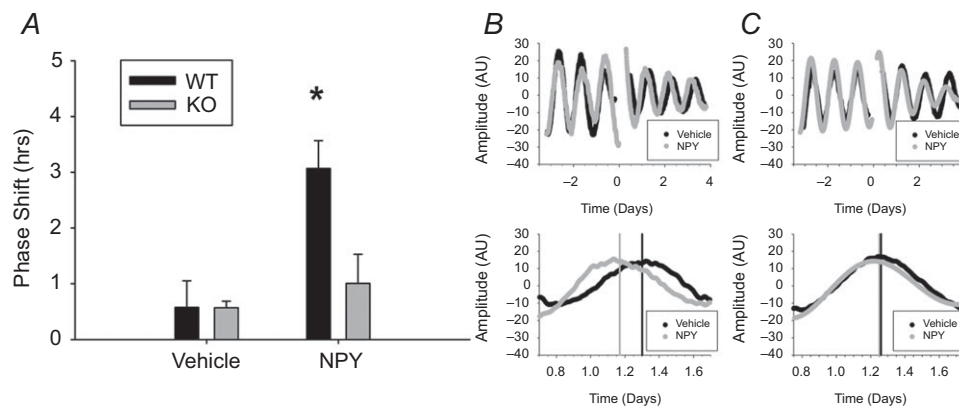 A
B
C
Phase Shift (hrs)
5
4
3
2
1
0
WT
KO
*
Vehicle
NPY
Amplitude (AU)
30
20
10
0
–10
–20
–30
–40
Vehicle
NPY
–2
0
2
4
Time (Days)
Amplitude (AU)
30
20
10
0
–10
–20
–30
–40
Vehicle
NPY
–2
0
2
Time (Days)
Amplitude (AU)
30
20
10
0
–10
–20
–30
–40
Vehicle
NPY
0.8
1.0
1.2
1.4
1.6
Time (Days)
Amplitude (AU)
30
20
10
0
–10
–20
–30
–40
Vehicle
NPY
0.8
1.0
1.2
1.4
1.6
Time (Days)